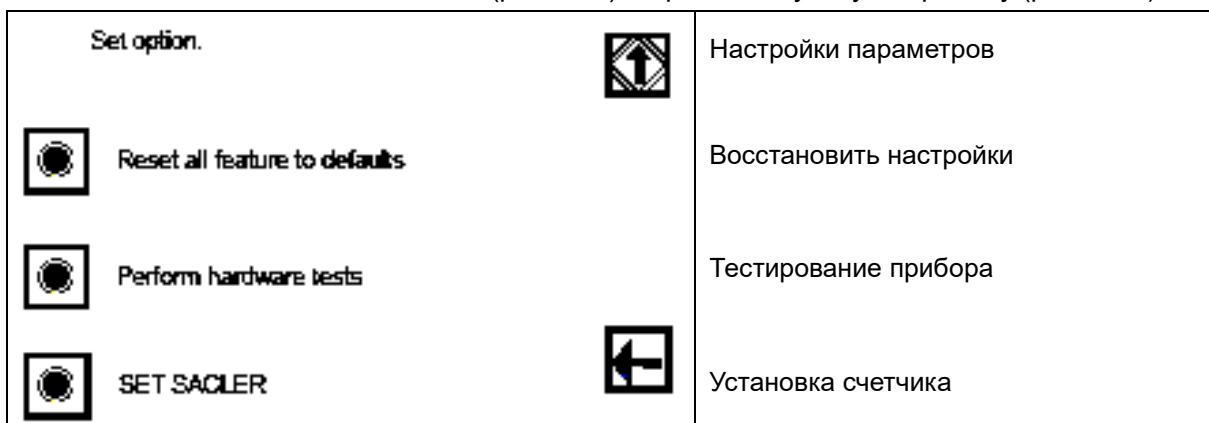 Set option.
Настройки параметров
Reset all feature to defaults
Восстановить настройки
Perform hardware tests
Тестирование прибора
SET SACLER
Установка счетчика